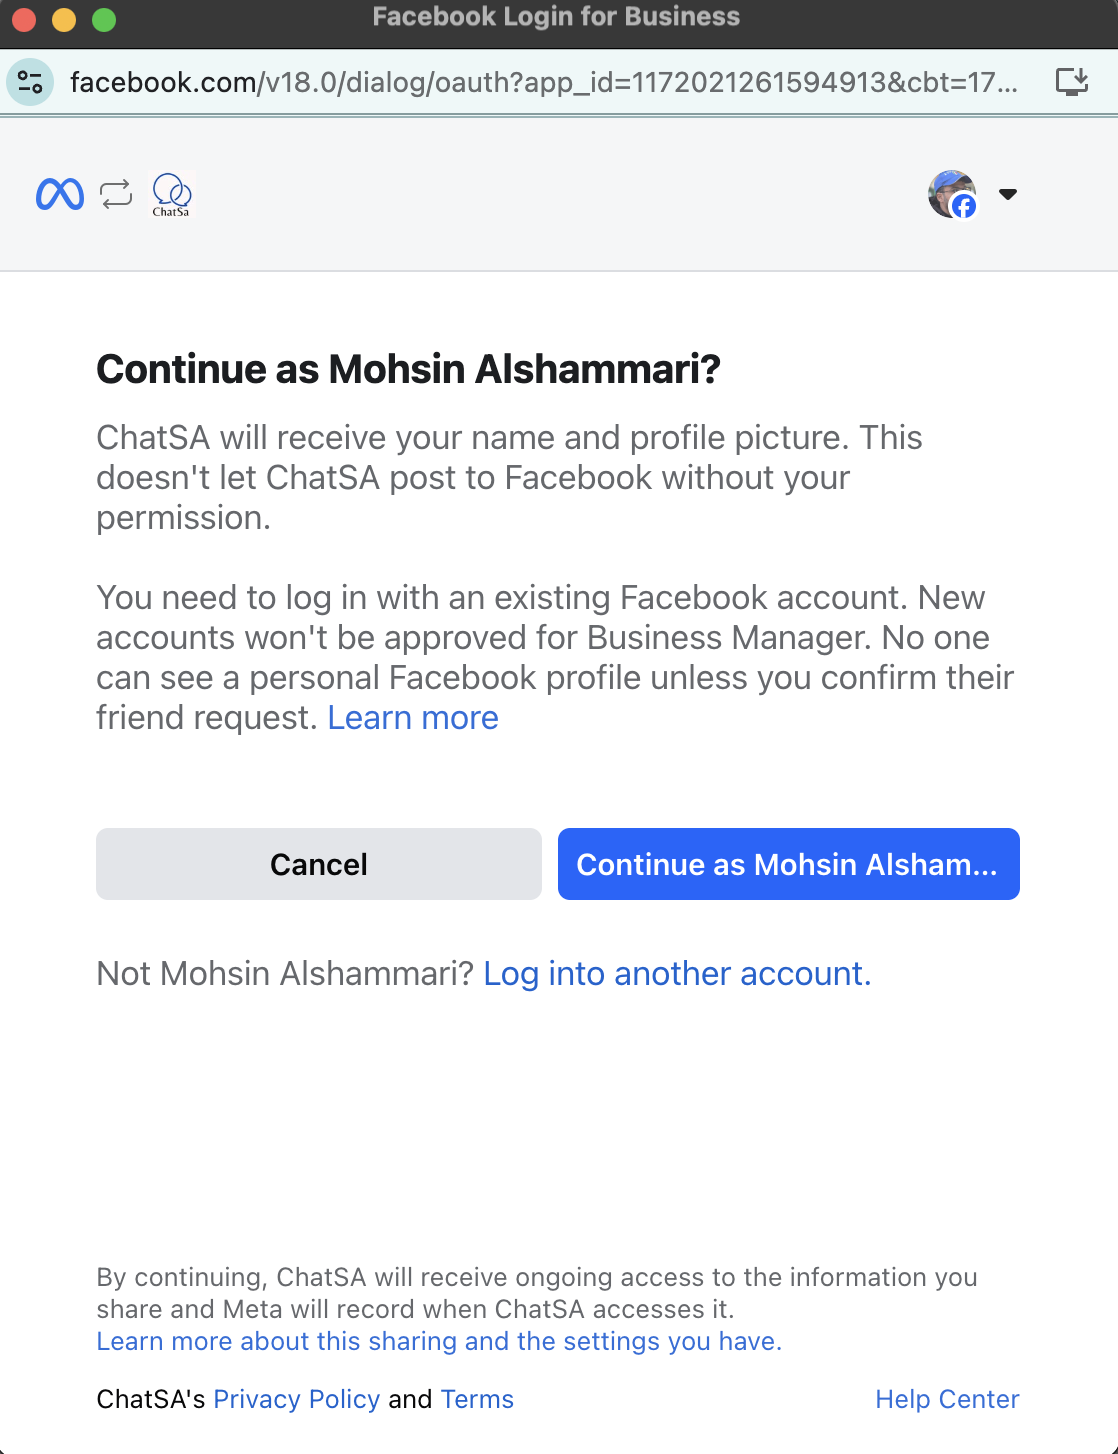 Facebook Login for Business
facebook.com/v18.0/dialog/oauth?app_id=1172021261594913&cbt=17...
ChatSa
Continue as Mohsin Alshammari?
ChatSA will receive your name and profile picture. This
doesn't let ChatSA post to Facebook without your
permission.
You need to log in with an existing Facebook account. New
accounts won't be approved for Business Manager. No one
can see a personal Facebook profile unless you confirm their
friend request. Learn more
Cancel
Continue as Mohsin Alsham...
Not Mohsin Alshammari? Log into another account.
By continuing, ChatSA will receive ongoing access to the information you
share and Meta will record when ChatSA accesses it.
Learn more about this sharing and the settings you have.
ChatSA's Privacy Policy and Terms
Help Center